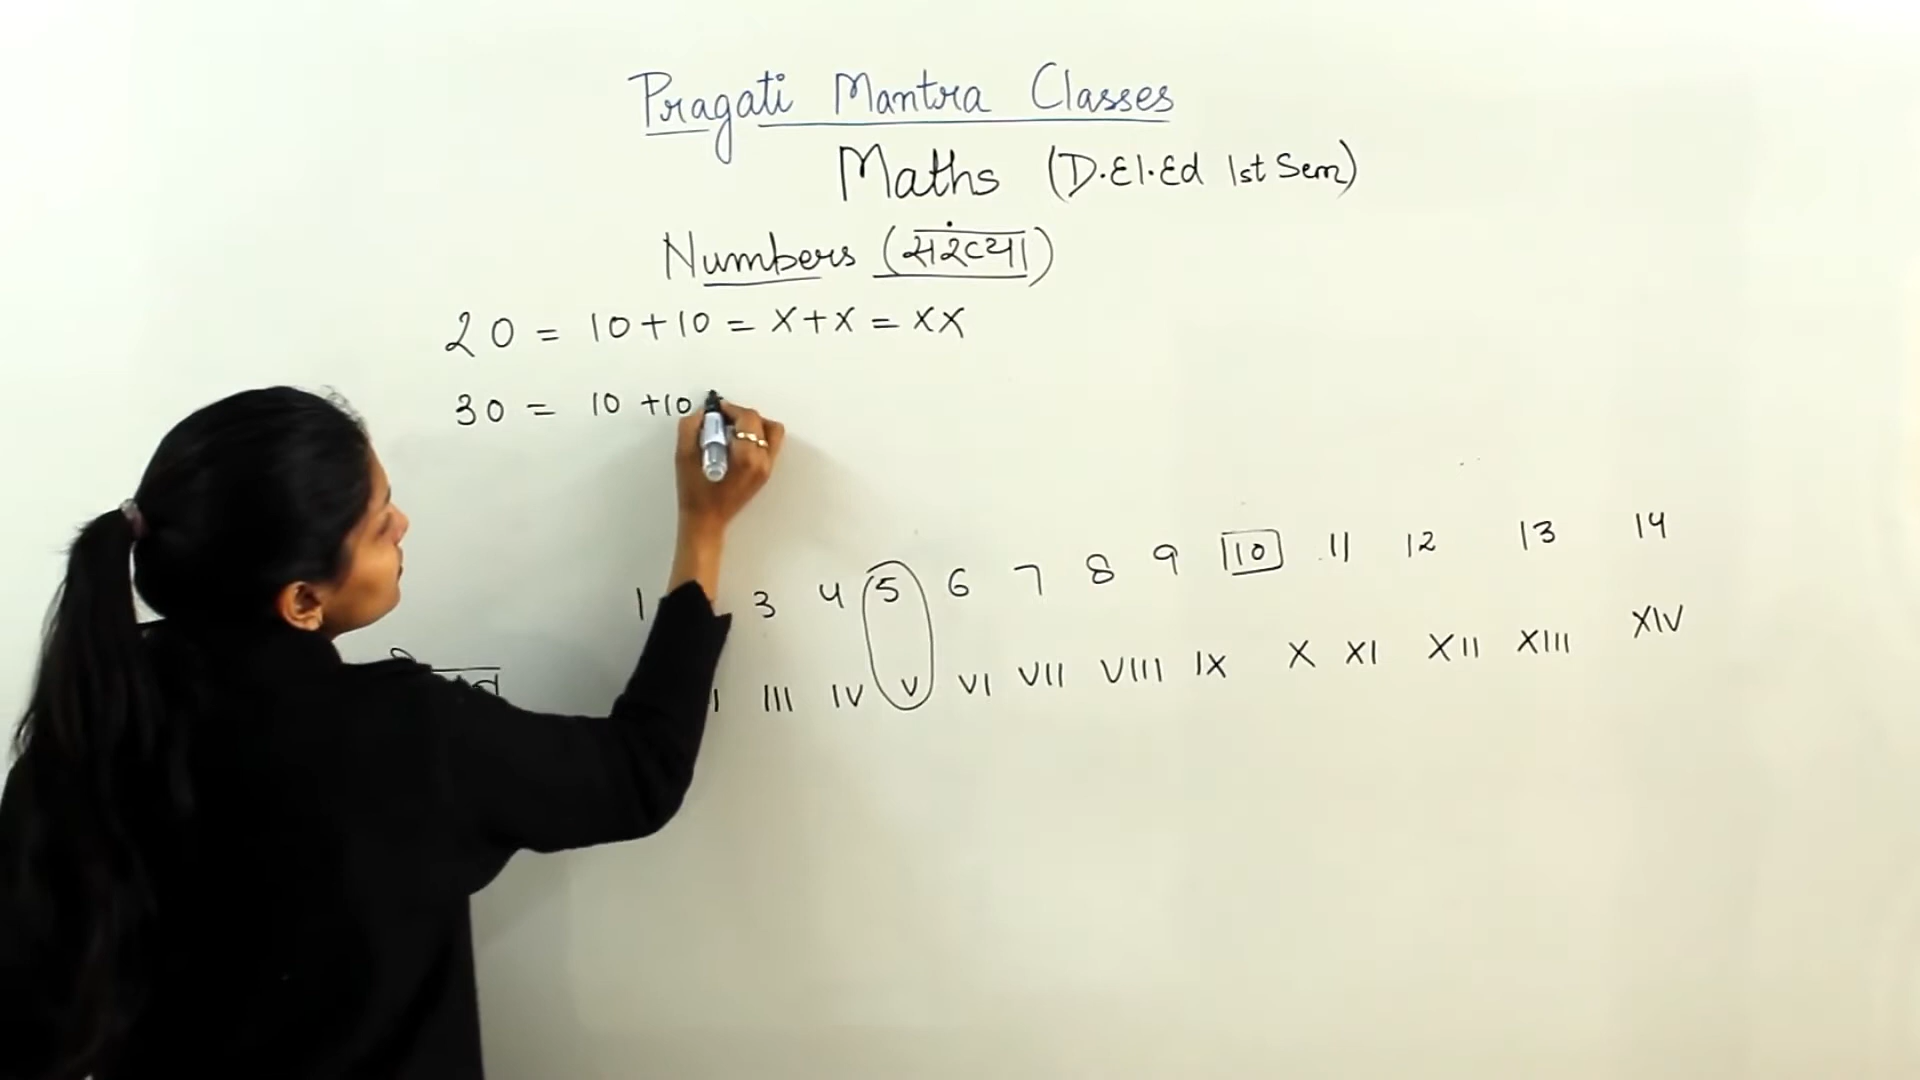 Pragati Mantra Classes
Maths (D.El.Ed 1st Sem)
Numbers (संख्या)
20 = 10+10 = X+X = XX
30 = 10 +10
1 3 4 5 6 7 8 9 10 11 12 13 14
I III IV V VI VII VIII IX X XI XII XIII XIV